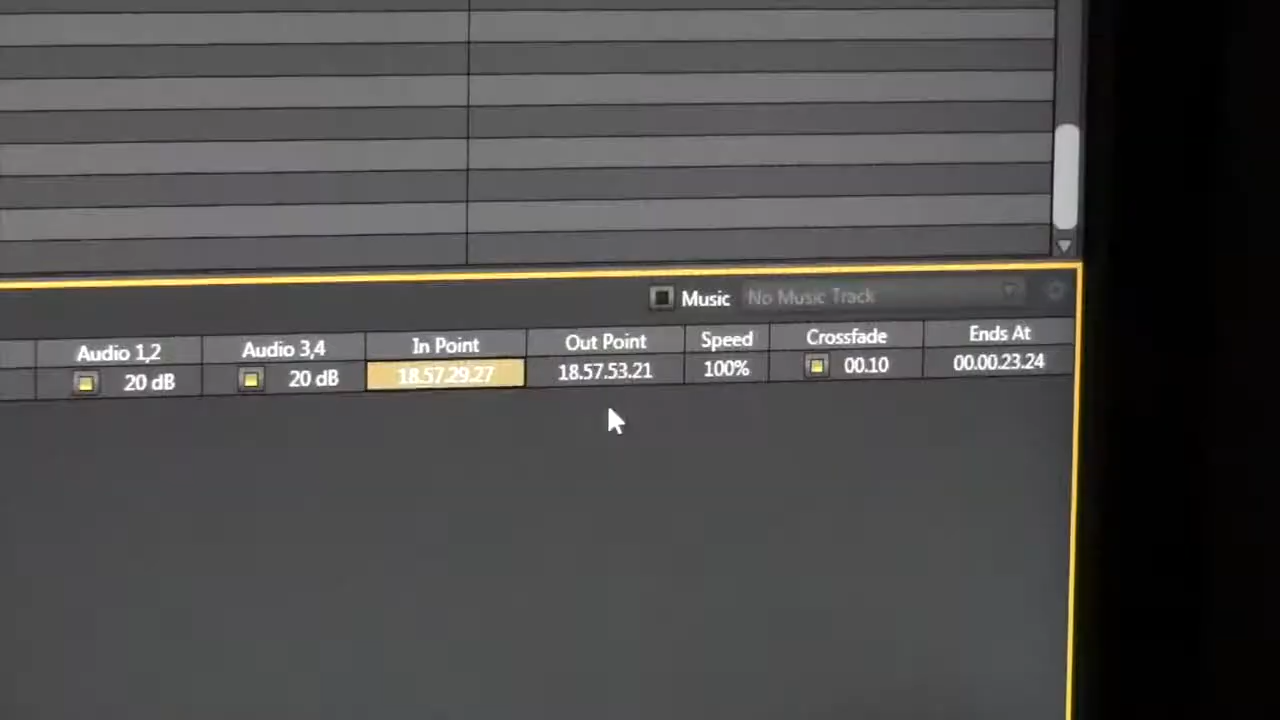 Music No Music Track
Audio 1,2 Audio 3,4 In Point Out Point Speed Crossfade Ends At
20 dB 20 dB 18.57.29.27 18.57.53.21 100% 00.10 00.00.23.24